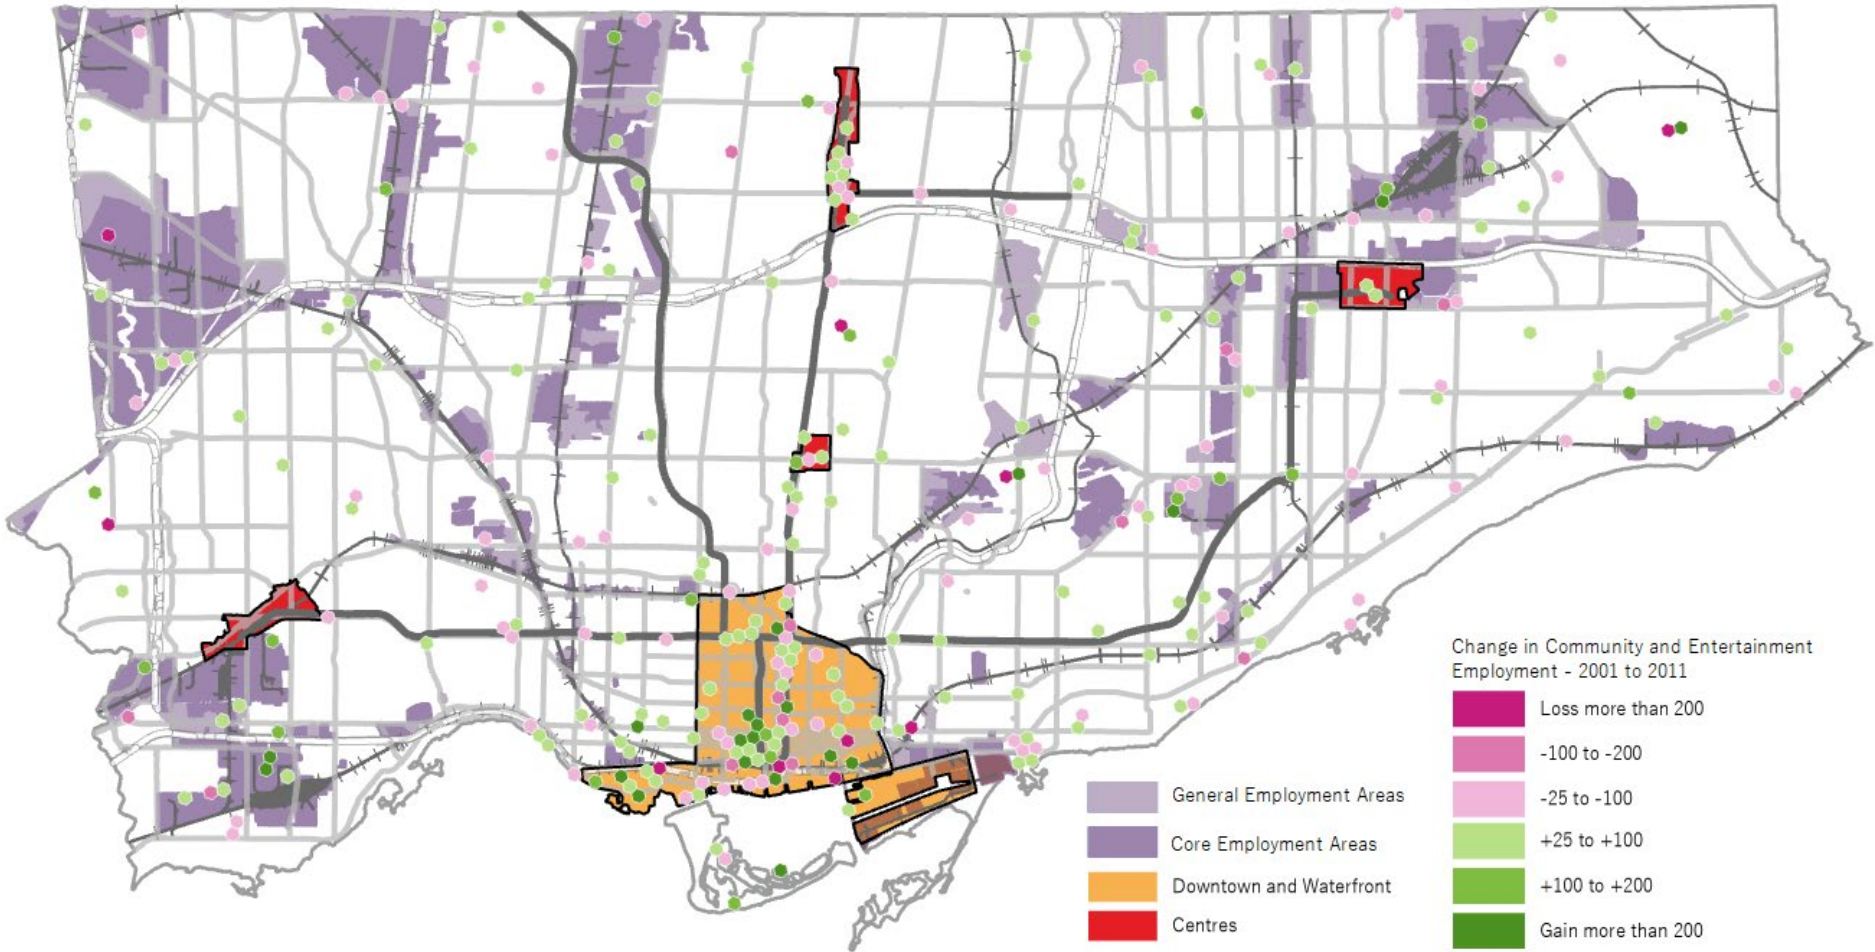 Change in Community and Entertainment
Employment - 2001 to 2011
Loss more than 200
-100 to -200
-25 to -100
+25 to +100
+100 to +200
Gain more than 200
General Employment Areas
Core Employment Areas
Downtown and Waterfront
Centres